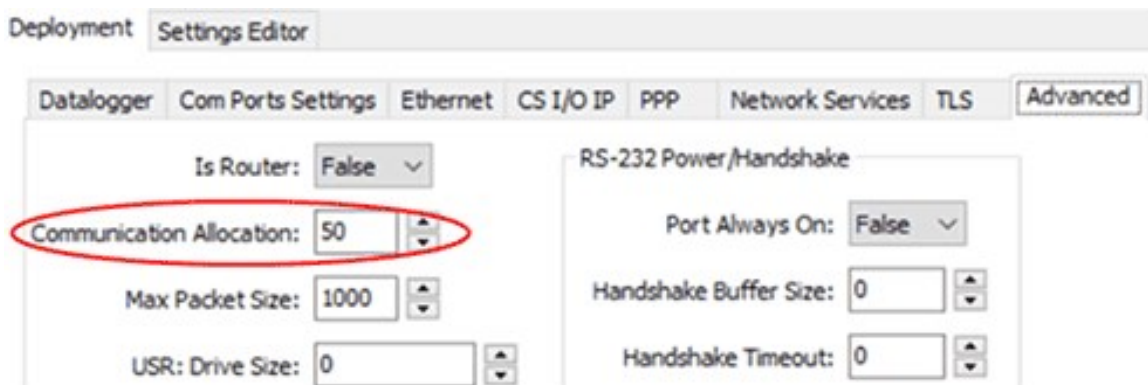 Deployment Settings Editor
Datalogger Com Ports Settings Ethernet CS I/O IP PPP Network Services TLS Advanced
Is Router: False
RS-232 Power/Handshake
Communication Allocation: 50
Port Always On: False
Max Packet Size: 1000
Handshake Buffer Size: 0
USR: Drive Size: 0
Handshake Timeout: 0